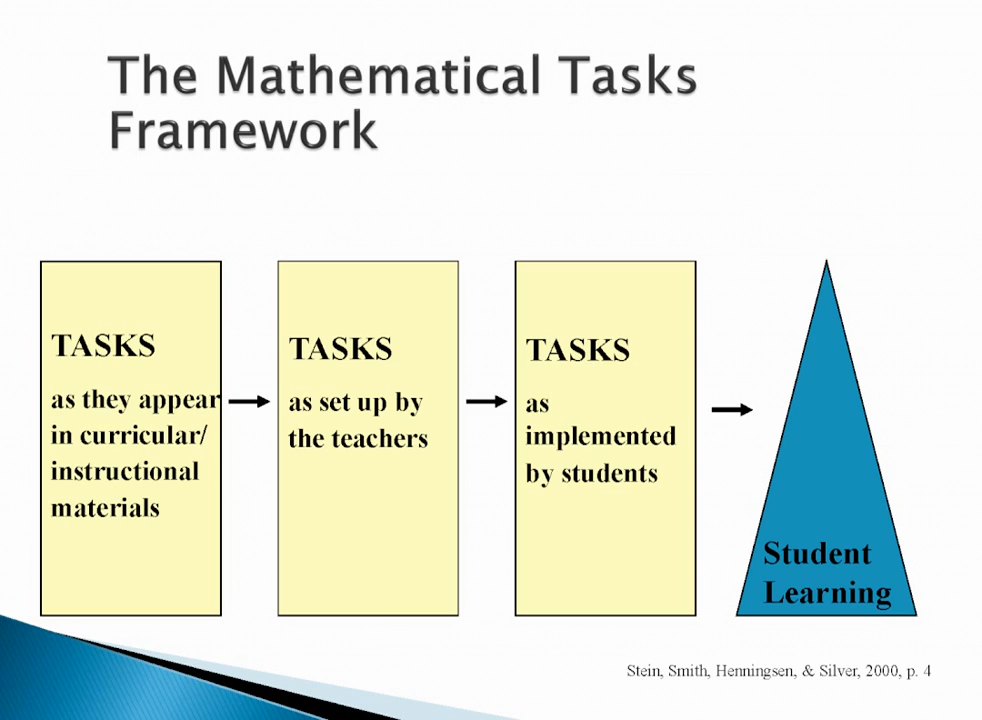 The Mathematical Tasks
Framework
TASKS
as they appear
in curricular/
instructional
materials
TASKS
as set up by
the teachers
TASKS
as
implemented
by students
Student
Learning
Stein, Smith, Henningsen, & Silver, 2000, p. 4